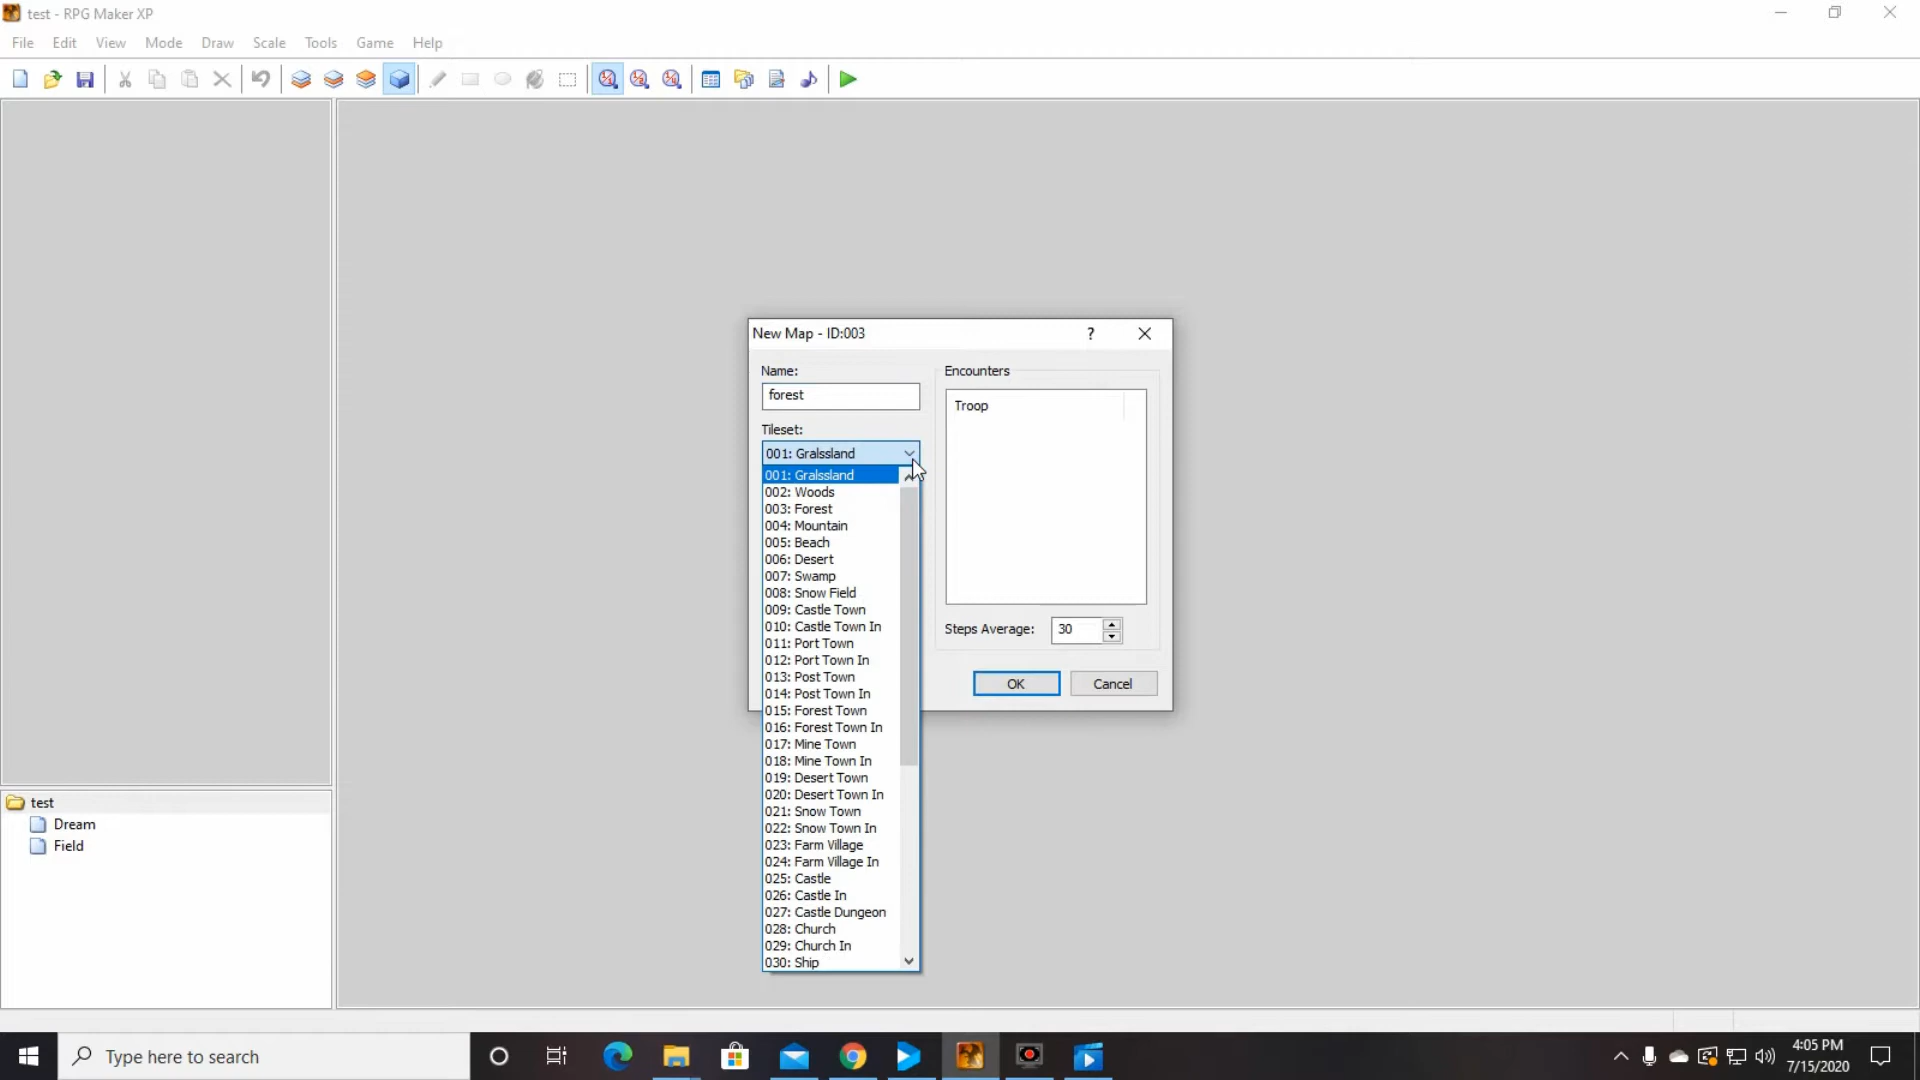 test - RPG Maker XP
File Edit View Mode Draw Scale Tools Game Help
New Map - ID:003
?
Name:
forest
Tileset:
001: Gralssland
001: Gralssland
002: Woods
003: Forest
004: Mountain
005: Beach
006: Desert
007: Swamp
008: Snow Field
009: Castle Town
010: Castle Town In
011: Port Town
012: Port Town In
013: Post Town
014: Post Town In
015: Forest Town
016: Forest Town In
017: Mine Town
018: Mine Town In
019: Desert Town
020: Desert Town In
021: Snow Town
022: Snow Town In
023: Farm Village
024: Farm Village In
025: Castle
026: Castle In
027: Castle Dungeon
028: Church
029: Church In
030: Ship
Encounters
Troop
Steps Average: 30
OK Cancel
test
Dream
Field
Type here to search
4:05 PM
7/15/2020